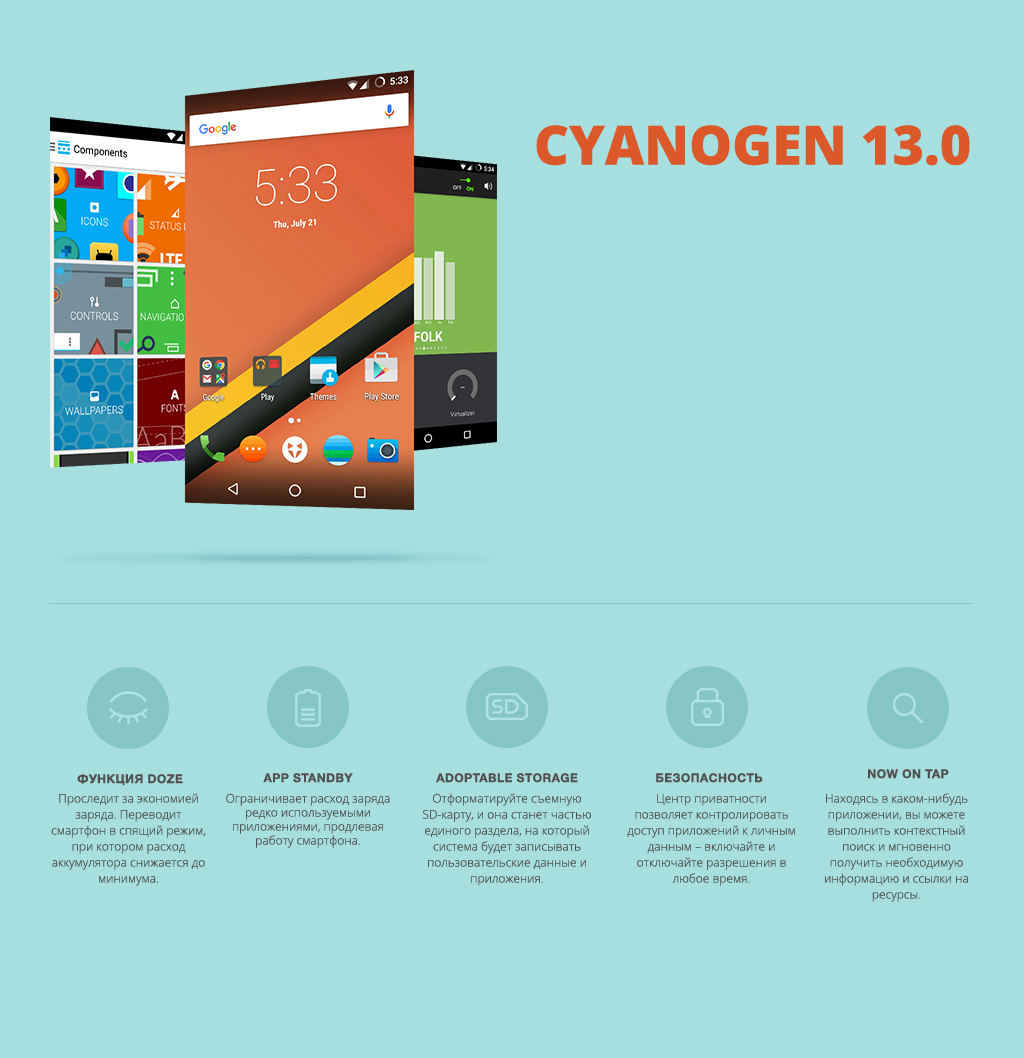 CYANOGEN 13.0
Components
ICONS
STATUS
LTE
CONTROLS
NAVIGATIO
WALLPAPERS
A
FONT
AaB
5:33
Google
5:33
Thu, July 21
Google
Play
Themes
Play Store
5:34
OFF ON
FOLK
Virtualizer
ФУНКЦИЯ DOZE
Проследит за экономией
заряда. Переводит
смартфон в спящий режим,
при котором расход
аккумулятора снижается до
минимума.
APP STANDBY
Ограничивает расход заряда
редко используемыми
приложениями, продлевая
работу смартфона.
SD
ADOPTABLE STORAGE
Отформатируйте съемную
SD-карту, и она станет частью
единого раздела, на который
система будет записывать
пользовательские данные и
приложения.
БЕЗОПАСНОСТЬ
Центр приватности
позволяет контролировать
доступ приложений к личным
данным – включайте и
отключайте разрешения в
любое время.
NOW ON TAP
Находясь в каком-нибудь
приложении, вы можете
выполнить контекстный
поиск и мгновенно
получить необходимую
информацию и ссылки на
ресурсы.